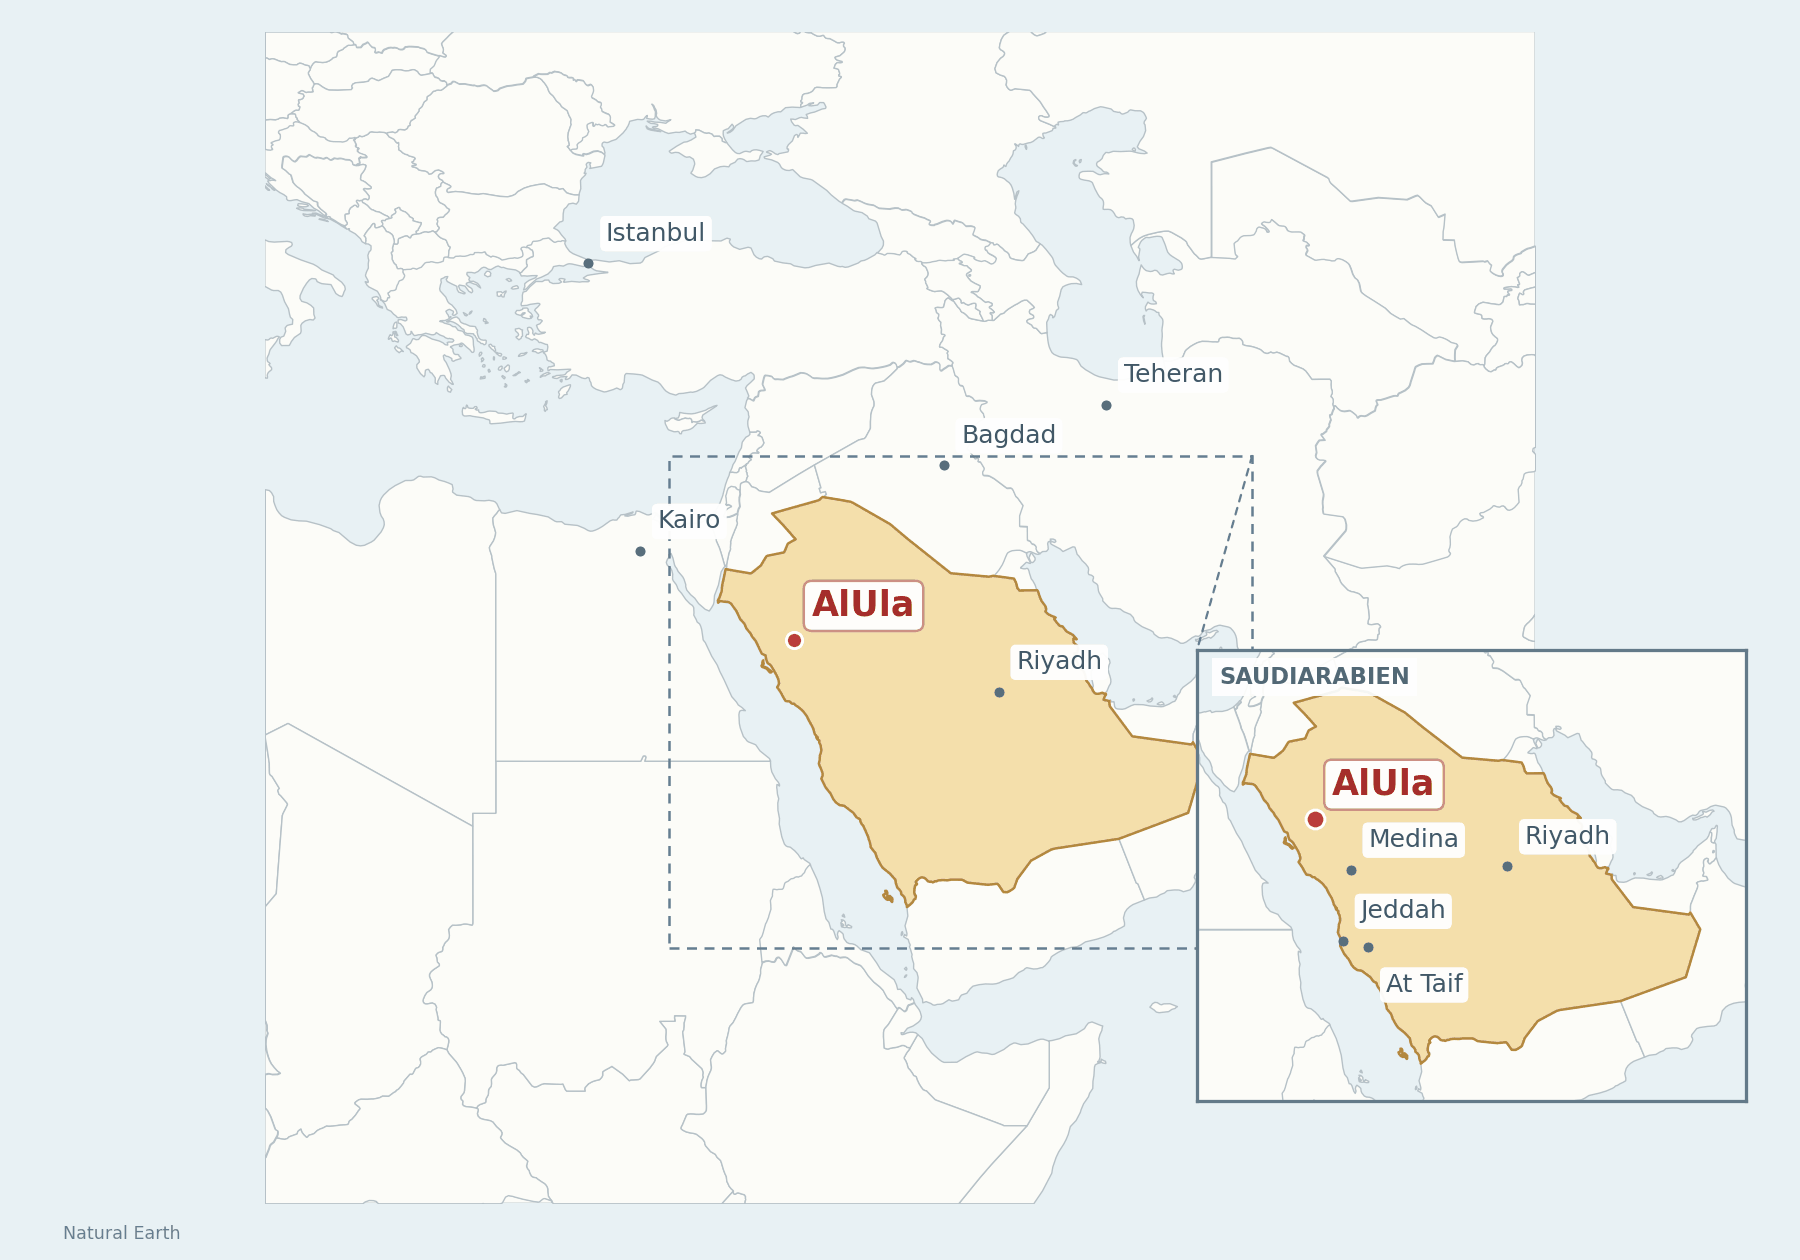 Istanbul
Teheran
Bagdad
Kairo
AlUla
Riyadh
SAUDIARABIEN
AlUla
Medina
Riyadh
Jeddah
At Taif
Natural Earth